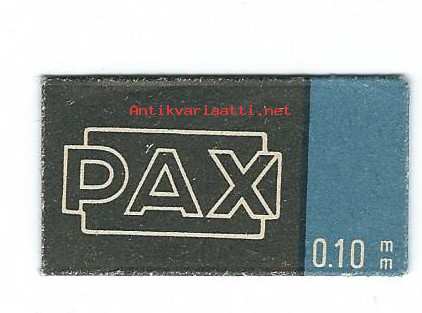 Antikvariaatti.net
PAX
0.10 mm